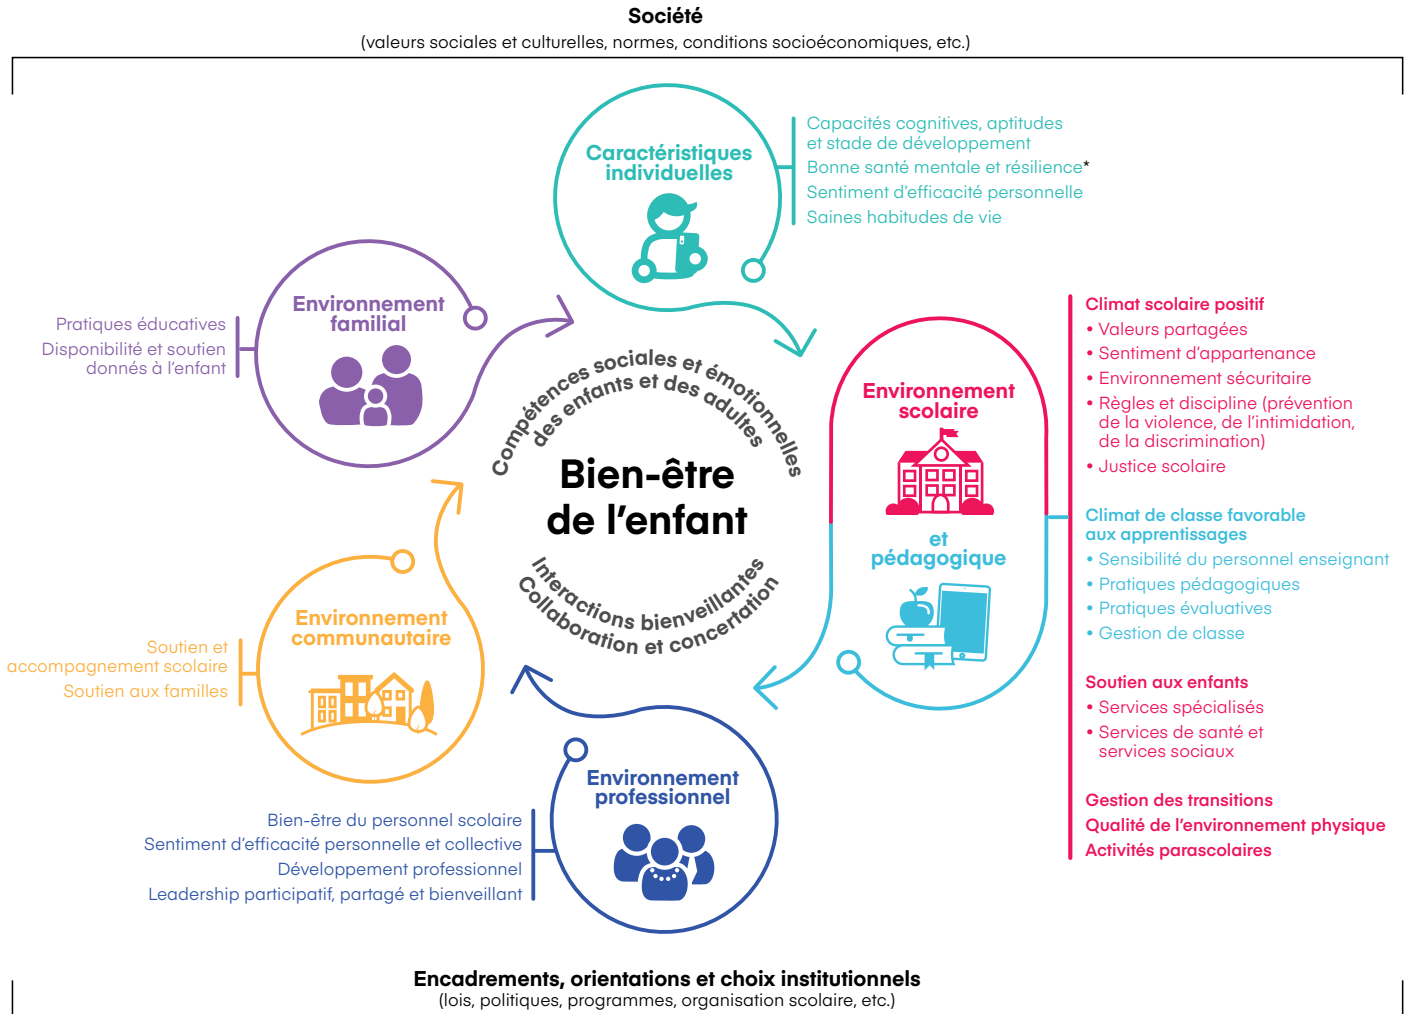 Société
(valeurs sociales et culturelles, normes, conditions socioéconomiques, etc.)
Caractéristiques
individuelles
Capacités cognitives, aptitudes
et stade de développement
Bonne santé mentale et résilience*
Sentiment d'efficacité personnelle
Saines habitudes de vie
Environnement
familial
Pratiques éducatives
Disponibilité et soutien
donnés à l'enfant
Compétences sociales et émotionnelles
des enfants et des adultes
Bien-être
de l'enfant
Interactions bienveillantes
Collaboration et concertation
Environnement
scolaire
et
pédagogique
Climat scolaire positif
• Valeurs partagées
• Sentiment d'appartenance
• Environnement sécuritaire
• Règles et discipline (prévention
de la violence, de l'intimidation,
de la discrimination)
• Justice scolaire
Climat de classe favorable
aux apprentissages
• Sensibilité du personnel enseignant
• Pratiques pédagogiques
• Pratiques évaluatives
• Gestion de classe
Soutien aux enfants
• Services spécialisés
• Services de santé et
services sociaux
Gestion des transitions
Qualité de l'environnement physique
Activités parascolaires
Environnement
communautaire
Soutien et
accompagnement scolaire
Soutien aux familles
Environnement
professionnel
Bien-être du personnel scolaire
Sentiment d'efficacité personnelle et collective
Développement professionnel
Leadership participatif, partagé et bienveillant
Encadrements, orientations et choix institutionnels
(lois, politiques, programmes, organisation scolaire, etc.)